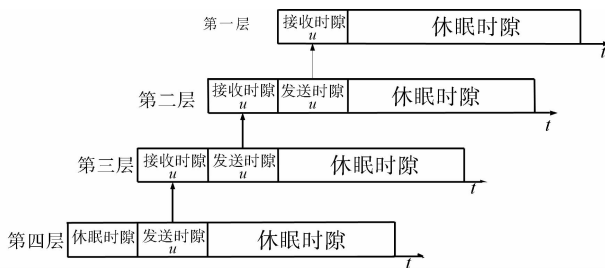 第一层 接收时隙 休眠时隙
u
t
第二层 接收时隙 发送时隙 休眠时隙
u u
t
第三层 接收时隙 发送时隙 休眠时隙
u u
t
第四层 休眠时隙 发送时隙 休眠时隙
u
t